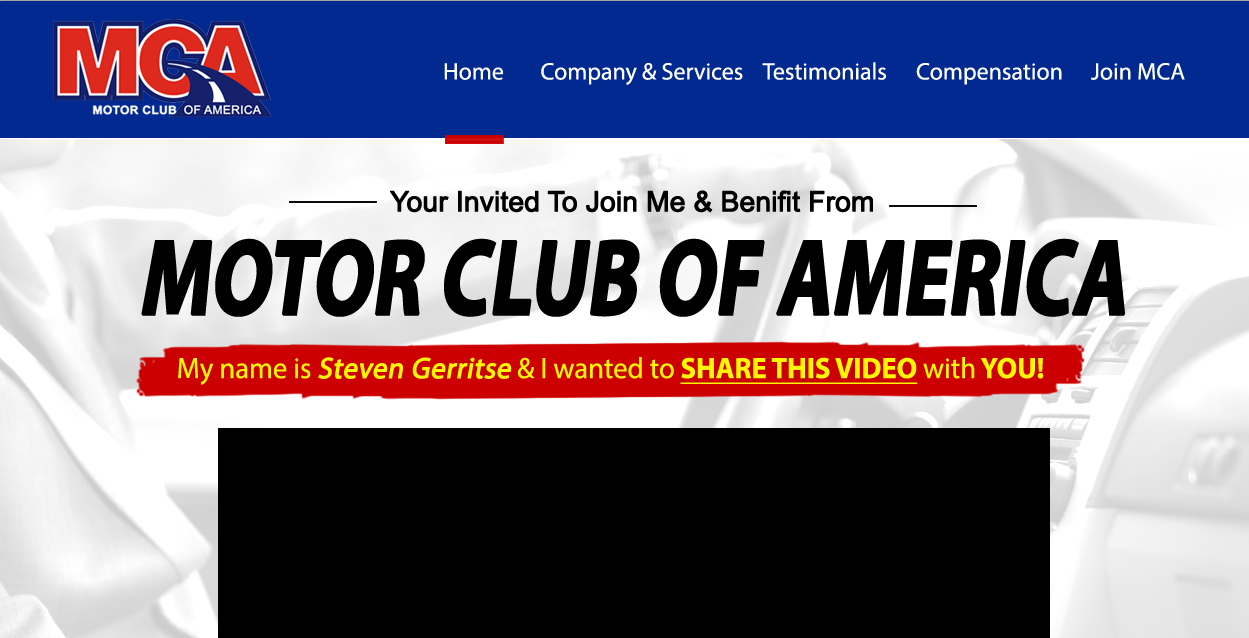 MCA
MOTOR CLUB OF AMERICA
Home Company & Services Testimonials Compensation Join MCA
Your Invited To Join Me & Benifit From
MOTOR CLUB OF AMERICA
My name is Steven Gerritse & I wanted to SHARE THIS VIDEO with YOU!